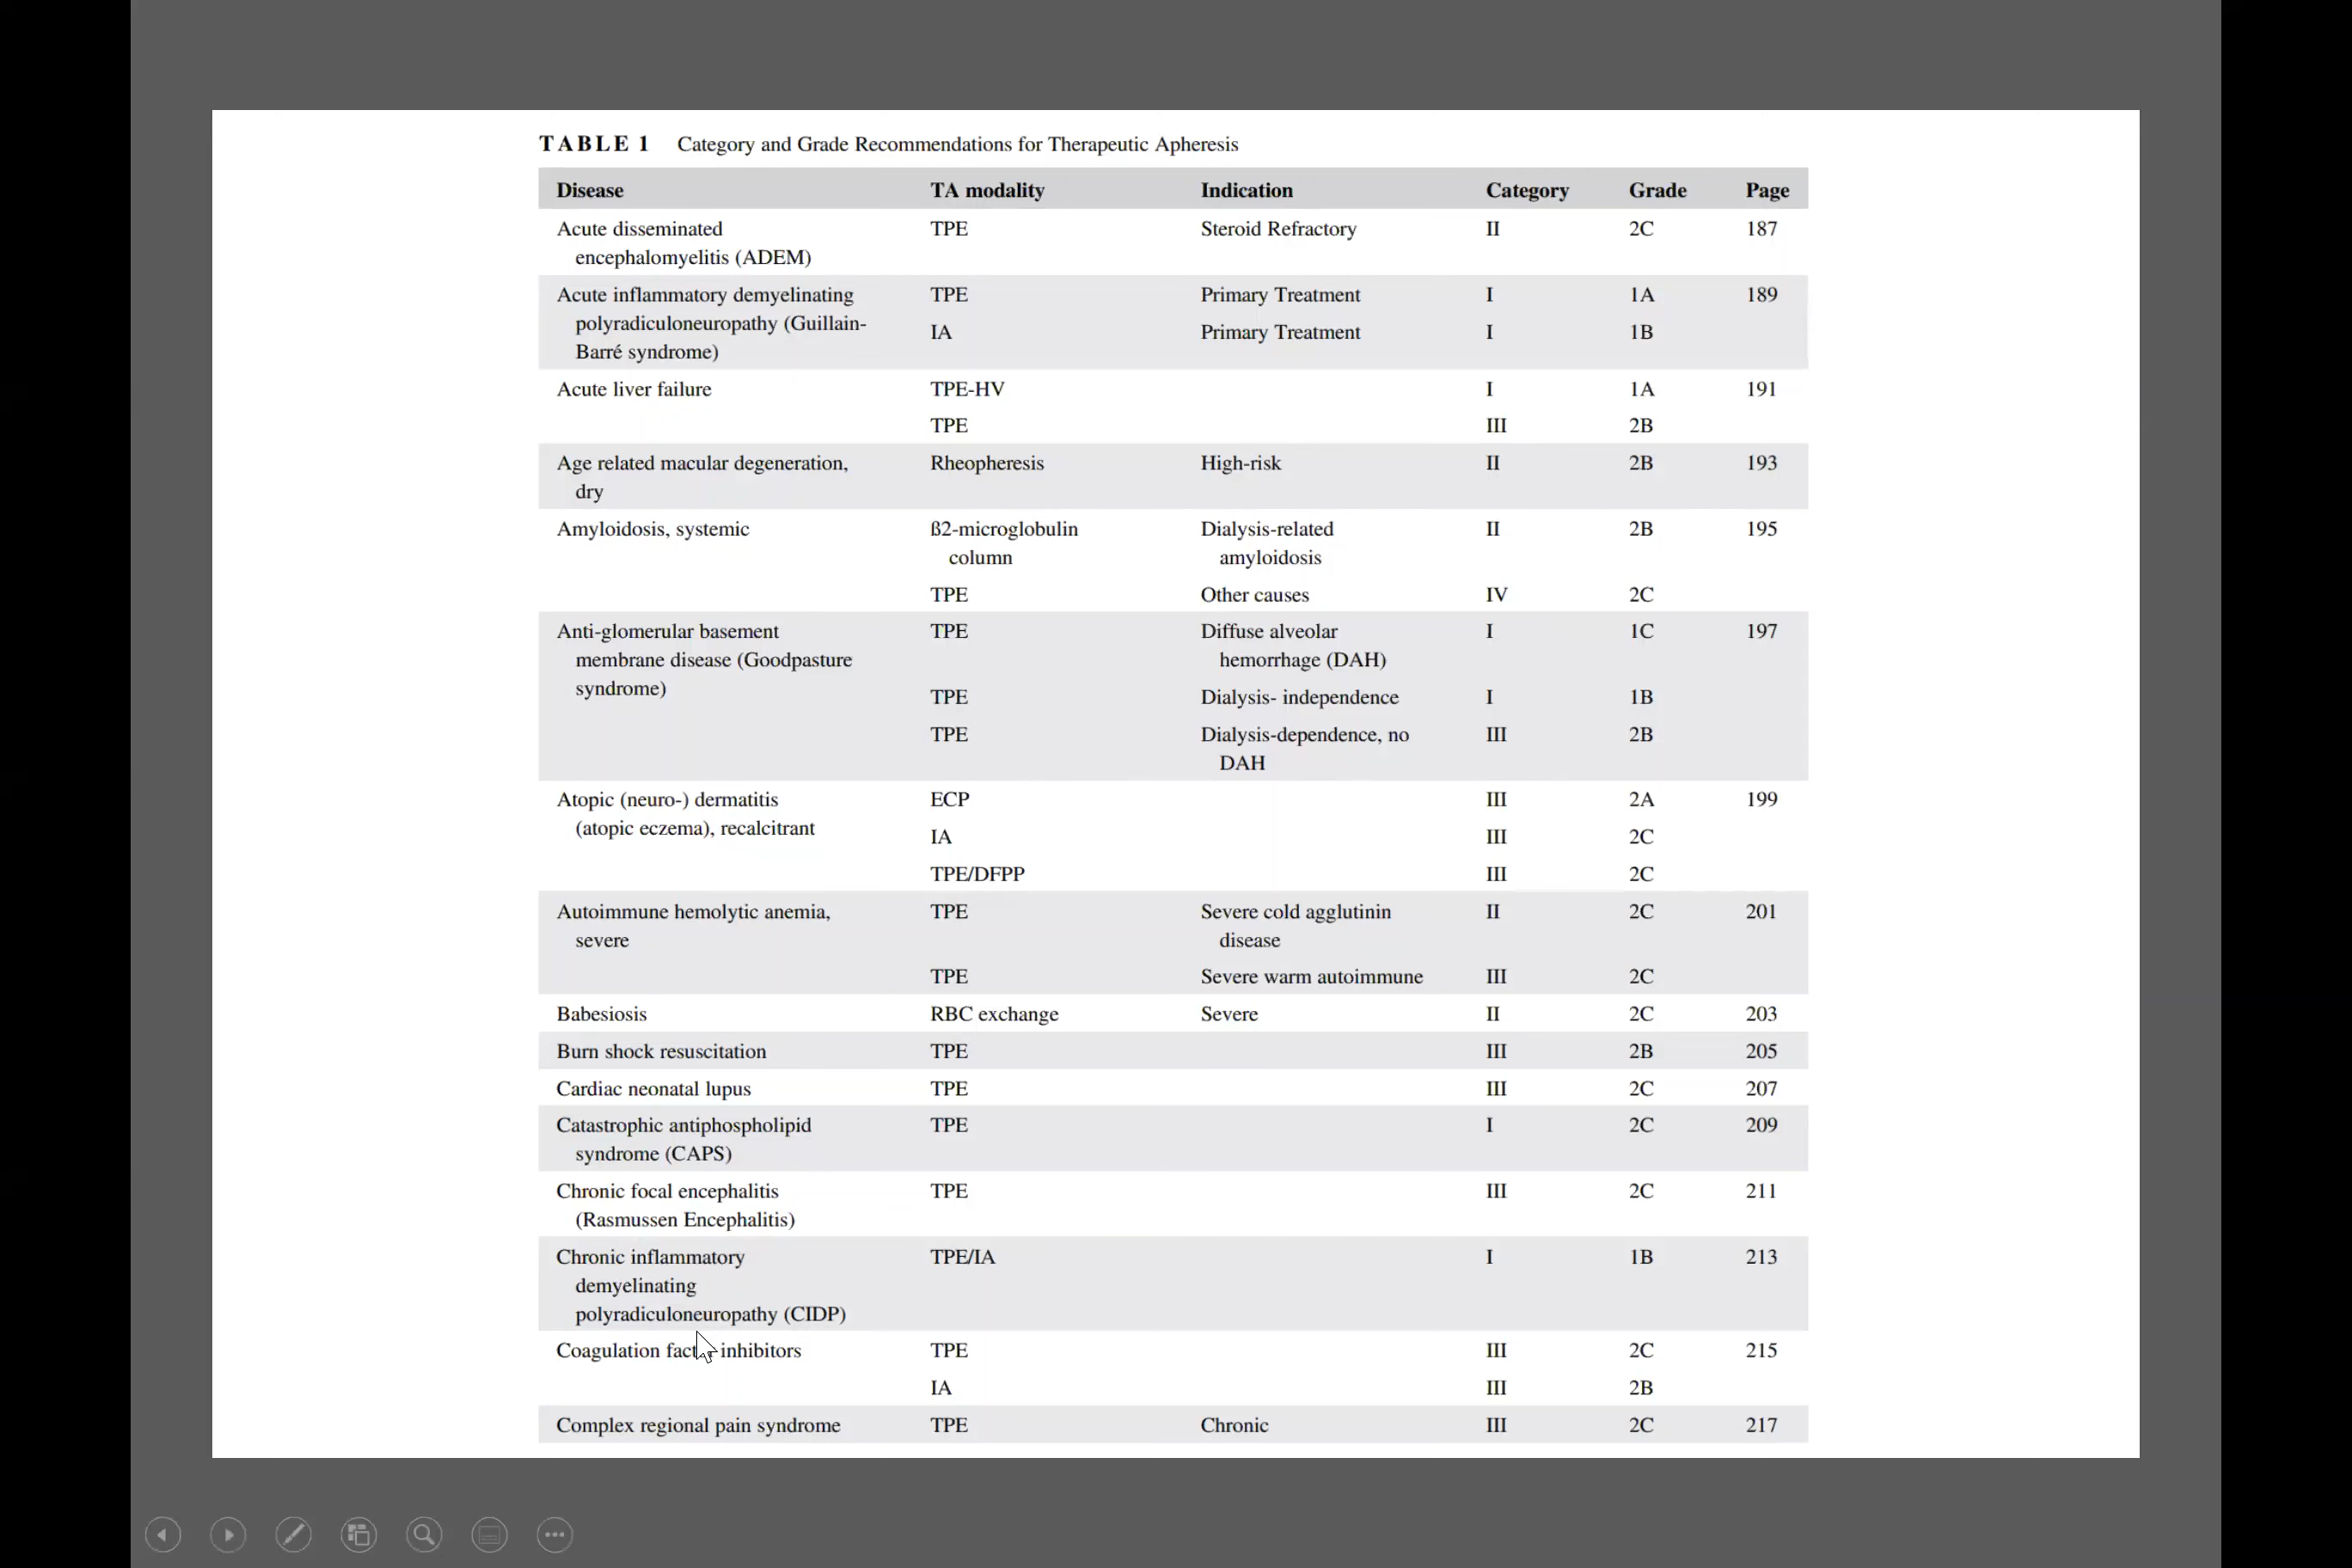 TABLE 1 Category and Grade Recommendations for Therapeutic Apheresis
Disease TA modality Indication Category Grade Page
Acute disseminated TPE Steroid Refractory II 2C 187
encephalomyelitis (ADEM)
Acute inflammatory demyelinating TPE Primary Treatment I 1A 189
polyradiculoneuropathy (Guillain-
IA Primary Treatment I 1B
Barré syndrome)
Acute liver failure TPE-HV I 1A 191
TPE III 2B
Age related macular degeneration, Rheopheresis High-risk II 2B 193
dry
Amyloidosis, systemic ß2-microglobulin Dialysis-related II 2B 195
column amyloidosis
TPE Other causes IV 2C
Anti-glomerular basement TPE Diffuse alveolar I 1C 197
membrane disease (Goodpasture hemorrhage (DAH)
syndrome)
TPE Dialysis- independence I 1B
TPE Dialysis-dependence, no III 2B
DAH
Atopic (neuro-) dermatitis ECP III 2A 199
(atopic eczema), recalcitrant
IA III 2C
TPE/DFPP III 2C
Autoimmune hemolytic anemia, TPE Severe cold agglutinin II 2C 201
severe disease
TPE Severe warm autoimmune III 2C
Babesiosis RBC exchange Severe II 2C 203
Burn shock resuscitation TPE III 2B 205
Cardiac neonatal lupus TPE III 2C 207
Catastrophic antiphospholipid TPE I 2C 209
syndrome (CAPS)
Chronic focal encephalitis TPE III 2C 211
(Rasmussen Encephalitis)
Chronic inflammatory TPE/IA I 1B 213
demyelinating
polyradiculoneuropathy (CIDP)
Coagulation factor inhibitors TPE III 2C 215
IA III 2B
Complex regional pain syndrome TPE Chronic III 2C 217